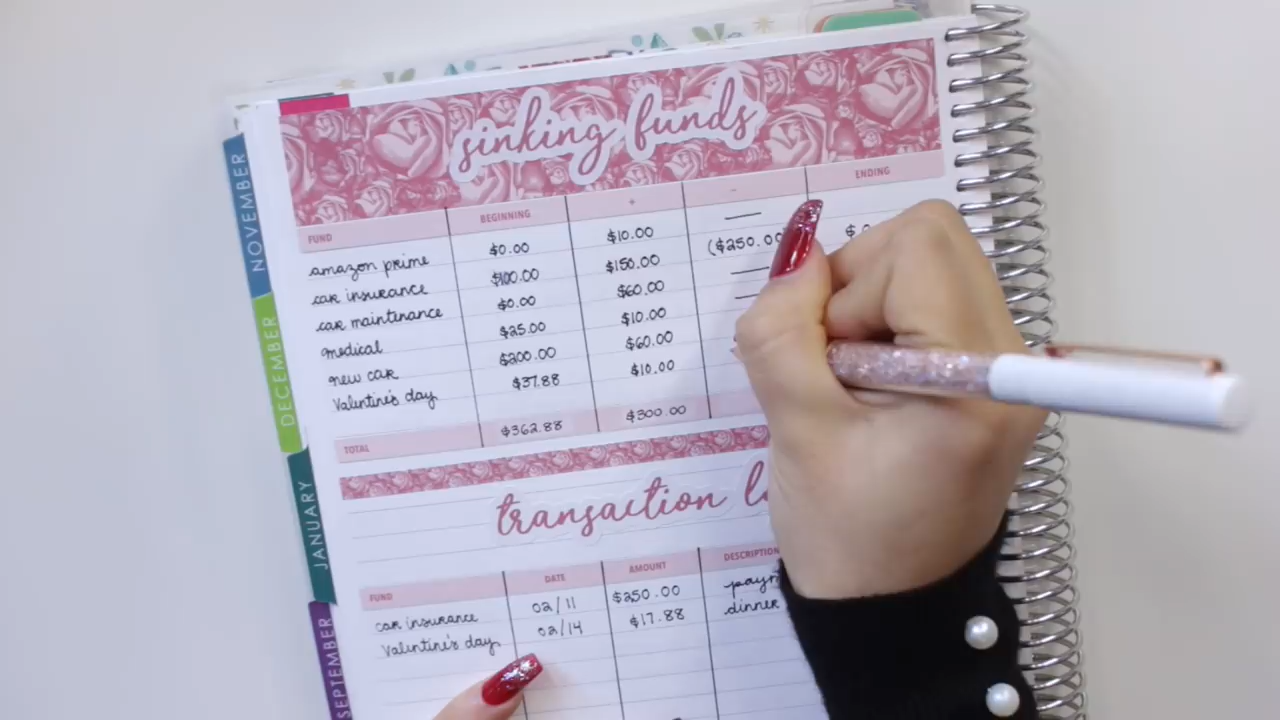 sinking funds
FUND BEGINNING + - ENDING
amazon prime $0.00 $10.00 —
car insurance $100.00 $150.00 ($250.00
car maintenance $0.00 $60.00 —
medical $25.00 $10.00 —
new car $200.00 $60.00
Valentine's day $37.88 $10.00
TOTAL $362.88 $300.00
transaction
FUND DATE AMOUNT DESCRIPTION
car insurance 02/11 $250.00
Valentine's day 02/14 $17.88 dinner
NOVEMBER
DECEMBER
JANUARY
SEPTEMBER